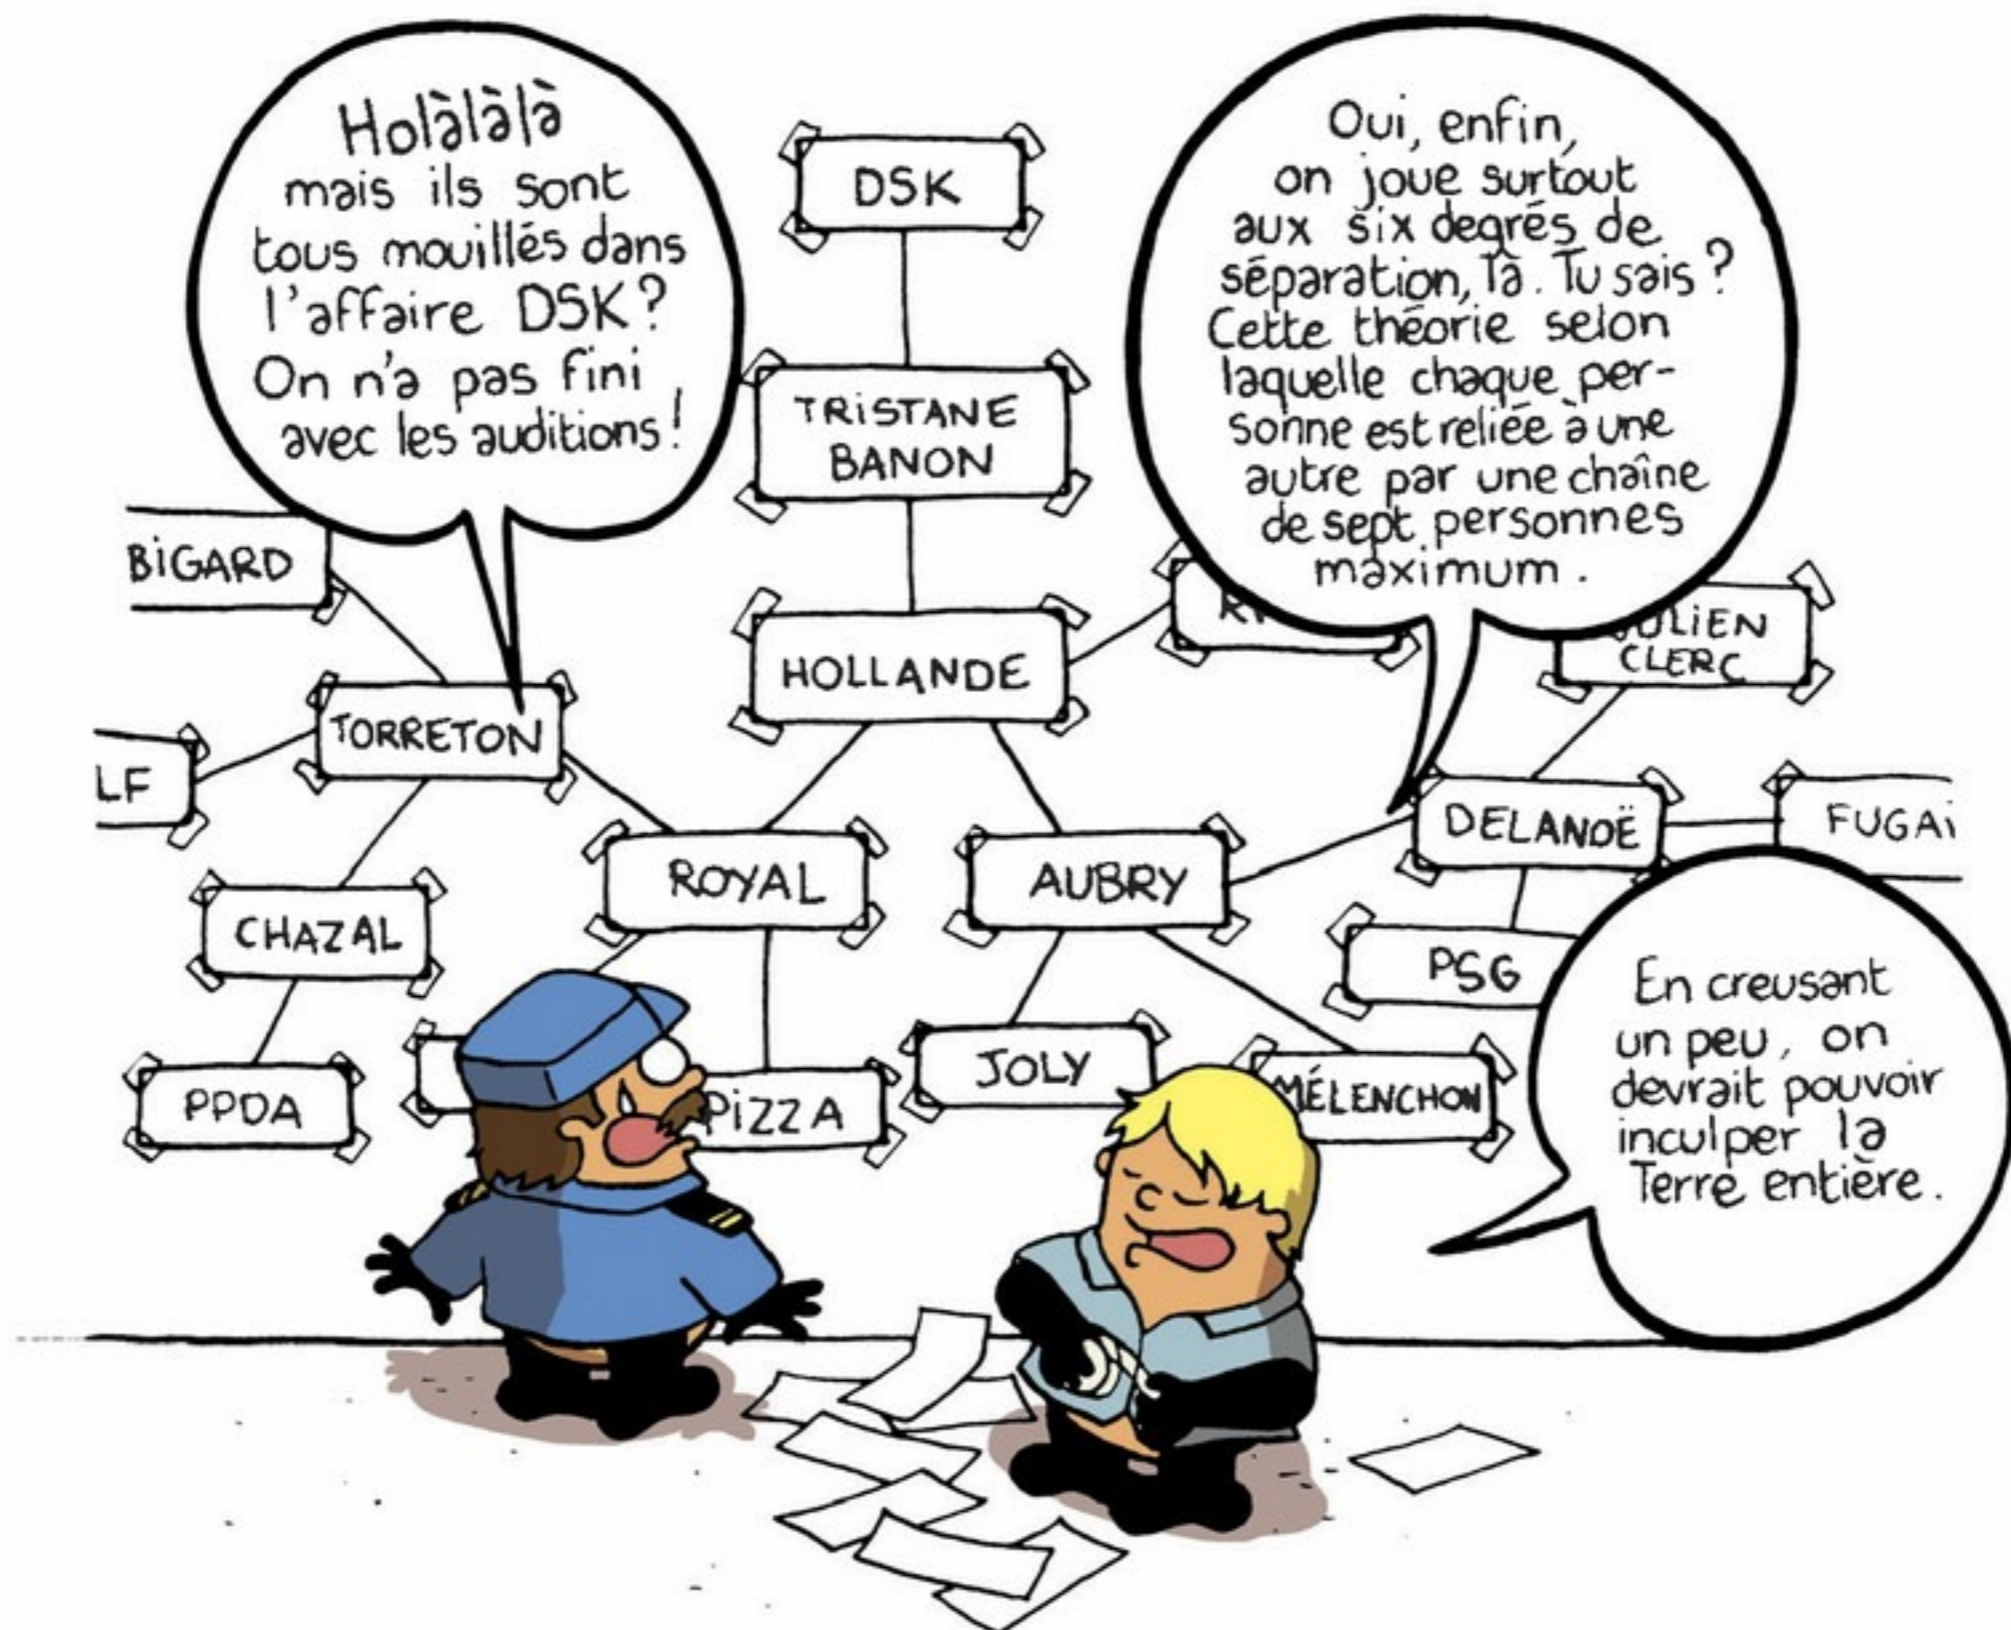 Holàlàlà
mais ils sont
tous mouillés dans
l'affaire DSK?
On n'a pas fini
avec les auditions!
Oui, enfin,
on joue surtout
aux six degrés de
séparation, là. Tu sais?
Cette théorie selon
laquelle chaque per-
sonne est reliée à une
autre par une chaîne
de sept personnes
maximum.
DSK
TRISTANE
BANON
BIGARD
HOLLANDE
JULIEN
CLERC
TORRETON
LF
DELANOË
FUGAI
ROYAL
AUBRY
CHAZAL
PSG
PPDA
PIZZA
JOLY
MÉLENCHON
En creusant
un peu, on
devrait pouvoir
inculper la
Terre entière.